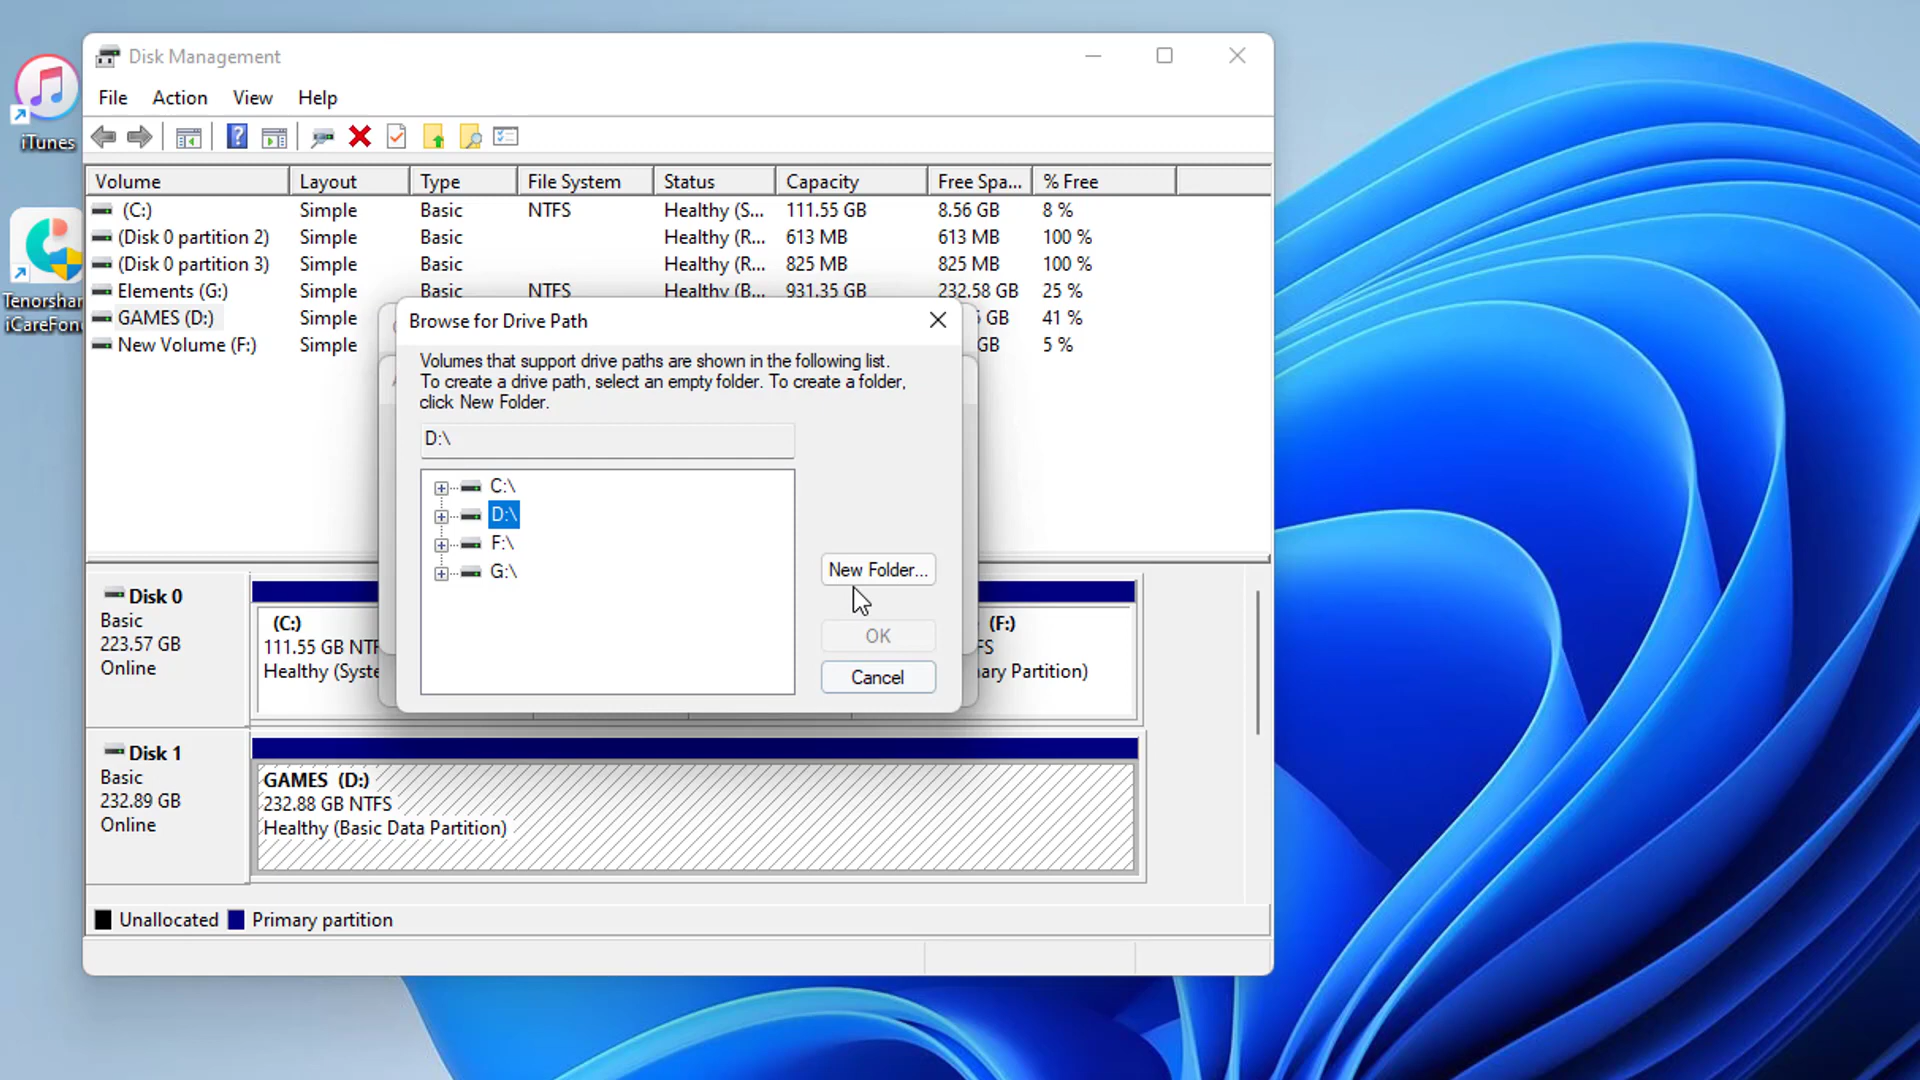 iTunes
Tenorshar
iCareFon
Disk Management
File Action View Help
Volume Layout Type File System Status Capacity Free Spa... % Free
(C:) Simple Basic NTFS Healthy (S... 111.55 GB 8.56 GB 8 %
(Disk 0 partition 2) Simple Basic Healthy (R... 613 MB 613 MB 100 %
(Disk 0 partition 3) Simple Basic Healthy (R... 825 MB 825 MB 100 %
Elements (G:) Simple Basic NTFS Healthy (B... 931.35 GB 232.58 GB 25 %
GAMES (D:) Simple GB 41 %
New Volume (F:) Simple GB 5 %
Browse for Drive Path
Volumes that support drive paths are shown in the following list.
To create a drive path, select an empty folder. To create a folder,
click New Folder.
D:\
C:\
D:\
F:\
G:\
New Folder...
OK
Cancel
Disk 0
Basic
223.57 GB
Online
(C:)
111.55 GB NTF
Healthy (Syste
(F:)
FS
ary Partition)
Disk 1
Basic
232.89 GB
Online
GAMES (D:)
232.88 GB NTFS
Healthy (Basic Data Partition)
Unallocated Primary partition